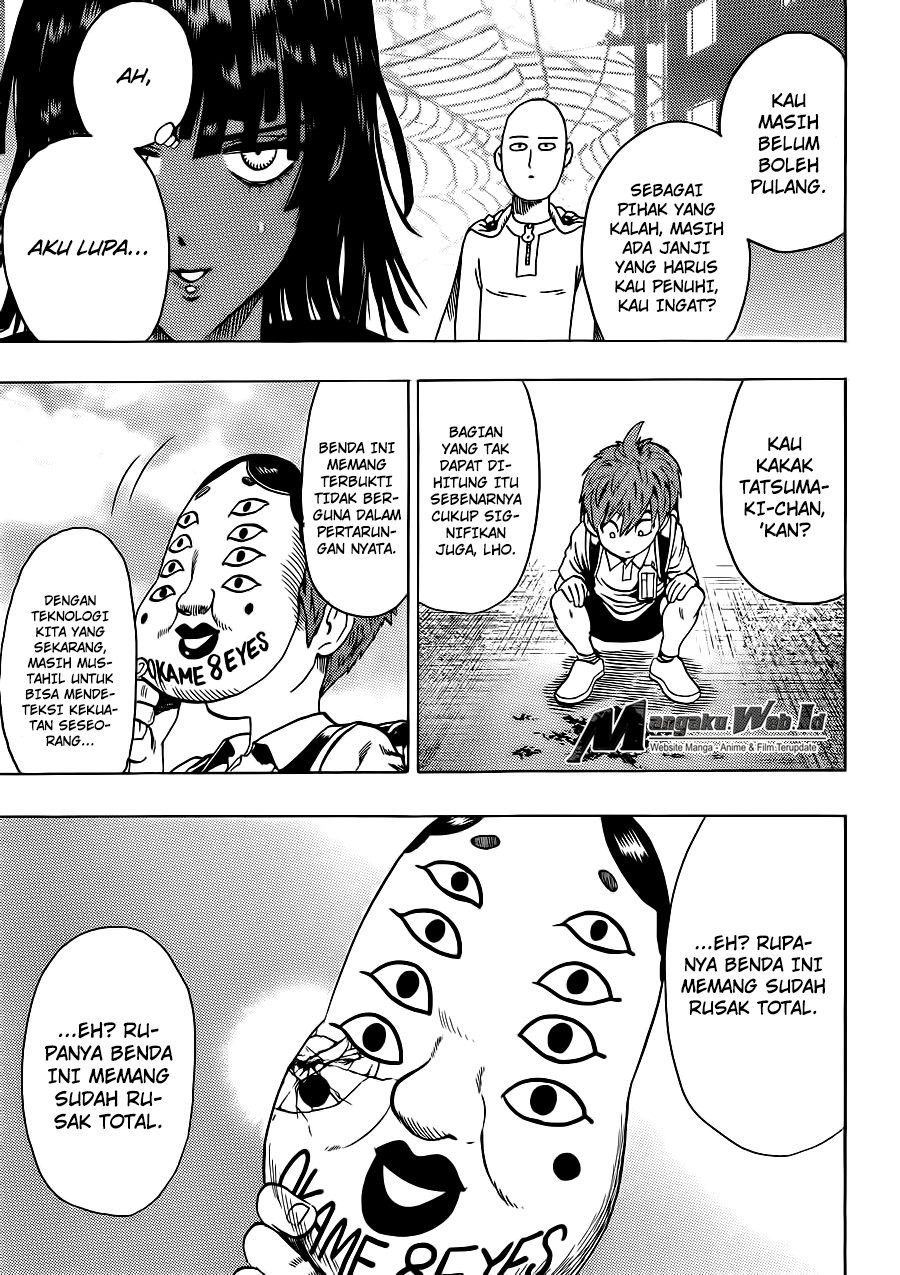 KAU
MASIH
BELUM
BOLEH
PULANG.
SEBAGAI
PIHAK YANG
KALAH, MASIH
ADA JANJI
YANG HARUS
KAU PENUHI,
KAU INGAT?
AH,
AKU LUPA...
KAU
KAKAK
TATSUMA-
KI-CHAN,
'KAN?
BAGIAN
YANG TAK
DAPAT DI-
HITUNG ITU
SEBENARNYA
CUKUP SIG-
NIFIKAN
JUGA, LHO.
Mangaku.Web.Id
Website Manga - Anime & Film Terupdate
BENDA INI
MEMANG
TERBUKTI
TIDAK BER-
GUNA DALAM
PERTARUN-
GAN NYATA.
OKAME 8 EYES
DENGAN
TEKNOLOGI
KITA YANG
SEKARANG,
MASIH MUS-
TAHIL UNTUK
BISA MENDE-
TEKSI KEKUA-
TAN SESEO-
RANG...
...EH? RUPA-
NYA BENDA INI
MEMANG SUDAH
RUSAK TOTAL.
...EH? RU-
PANYA BENDA
INI MEMANG
SUDAH RU-
SAK TOTAL.
OKAME 8 EYES